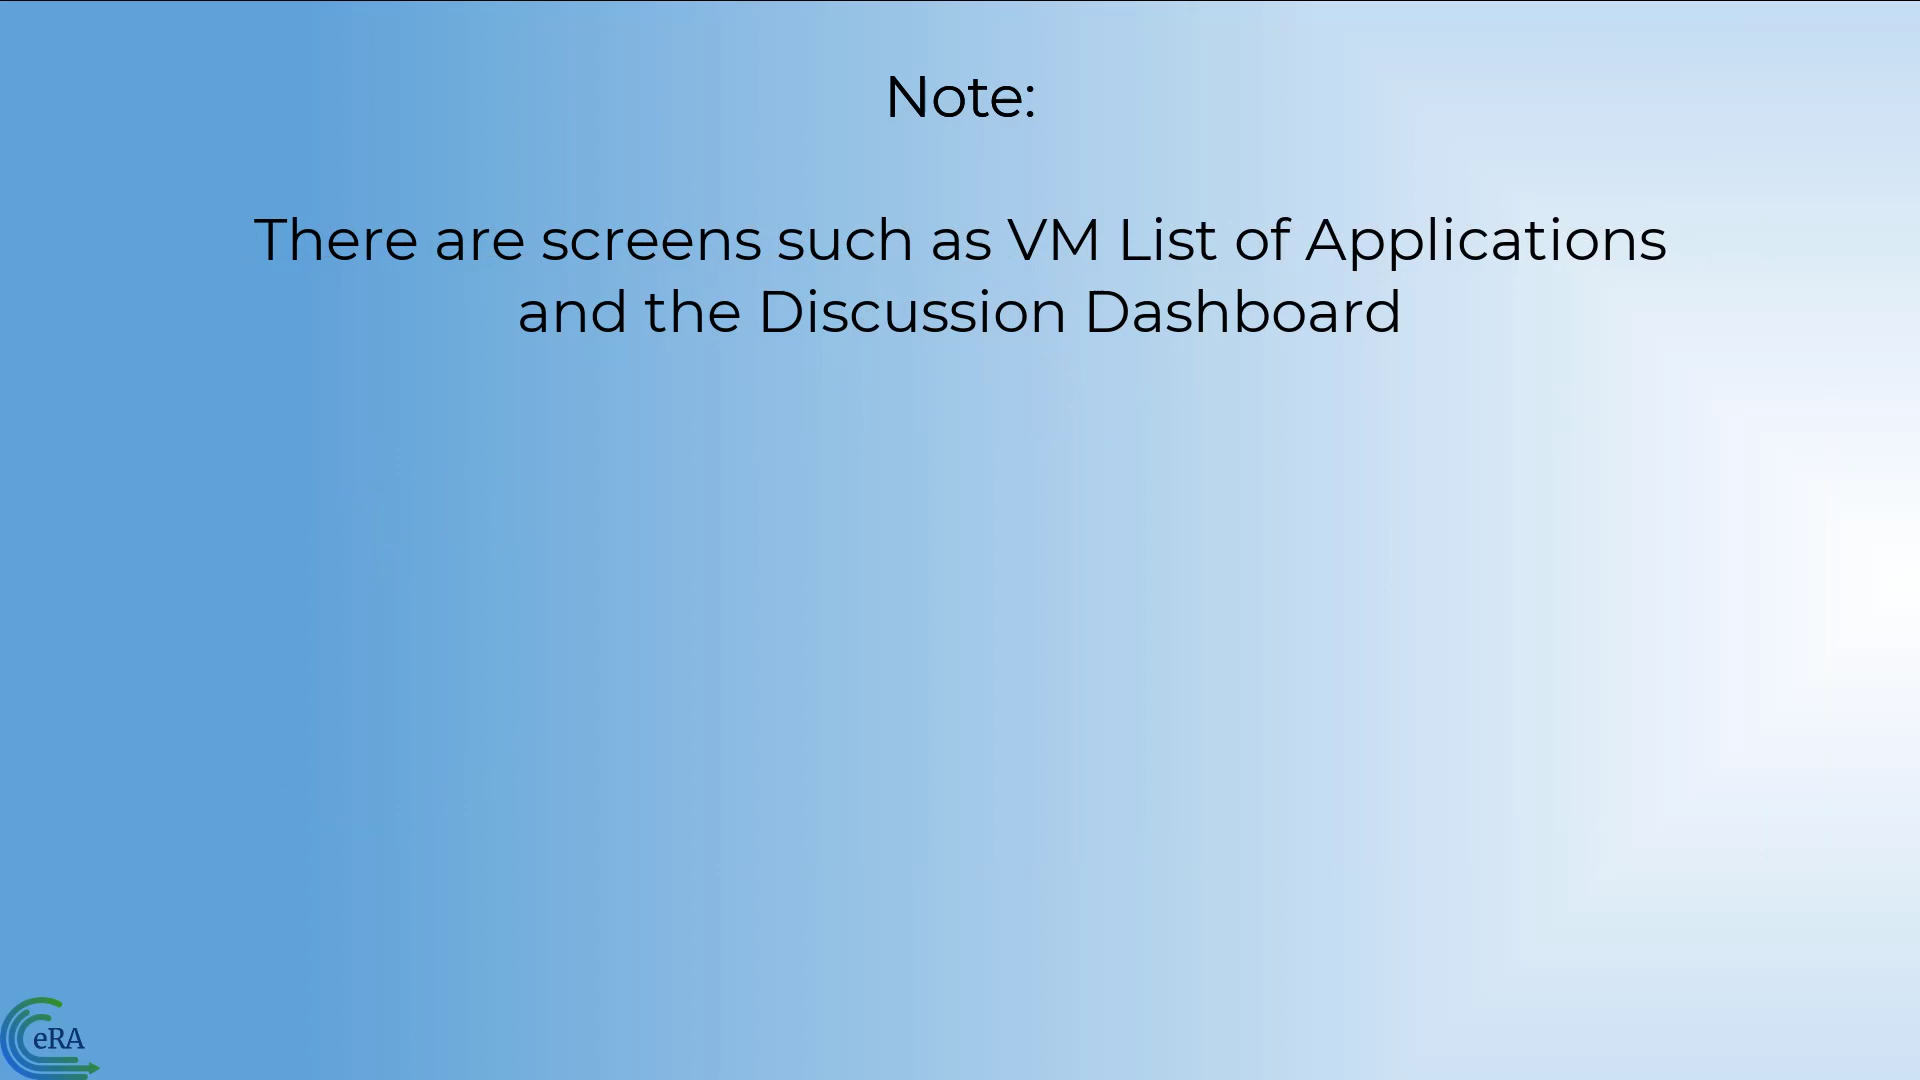 Note:
There are screens such as VM List of Applications
and the Discussion Dashboard
eRA